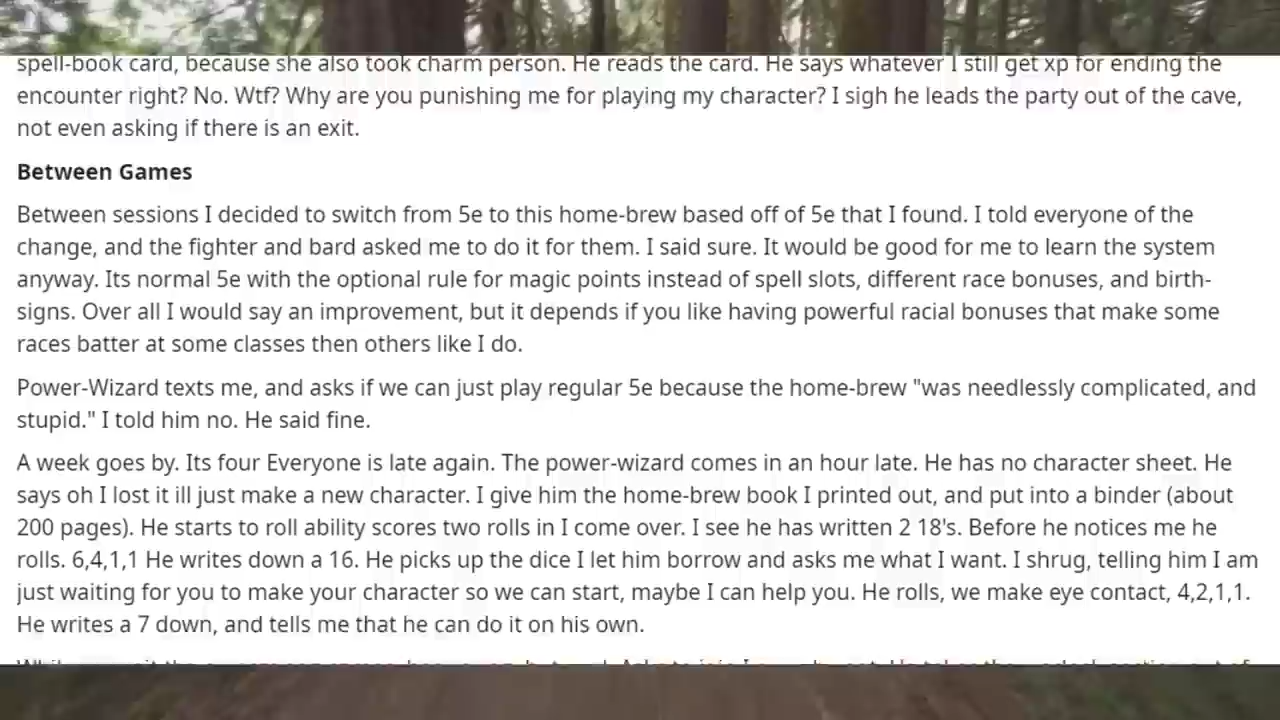 spell-book card, because she also took charm person. He reads the card. He says whatever I still get xp for ending the
encounter right? No. Wtf? Why are you punishing me for playing my character? I sigh he leads the party out of the cave,
not even asking if there is an exit.
Between Games
Between sessions I decided to switch from 5e to this home-brew based off of 5e that I found. I told everyone of the
change, and the fighter and bard asked me to do it for them. I said sure. It would be good for me to learn the system
anyway. Its normal 5e with the optional rule for magic points instead of spell slots, different race bonuses, and birth-
signs. Over all I would say an improvement, but it depends if you like having powerful racial bonuses that make some
races batter at some classes then others like I do.
Power-Wizard texts me, and asks if we can just play regular 5e because the home-brew "was needlessly complicated, and
stupid." I told him no. He said fine.
A week goes by. Its four Everyone is late again. The power-wizard comes in an hour late. He has no character sheet. He
says oh I lost it ill just make a new character. I give him the home-brew book I printed out, and put into a binder (about
200 pages). He starts to roll ability scores two rolls in I come over. I see he has written 2 18's. Before he notices me he
rolls. 6,4,1,1 He writes down a 16. He picks up the dice I let him borrow and asks me what I want. I shrug, telling him I am
just waiting for you to make your character so we can start, maybe I can help you. He rolls, we make eye contact, 4,2,1,1.
He writes a 7 down, and tells me that he can do it on his own.